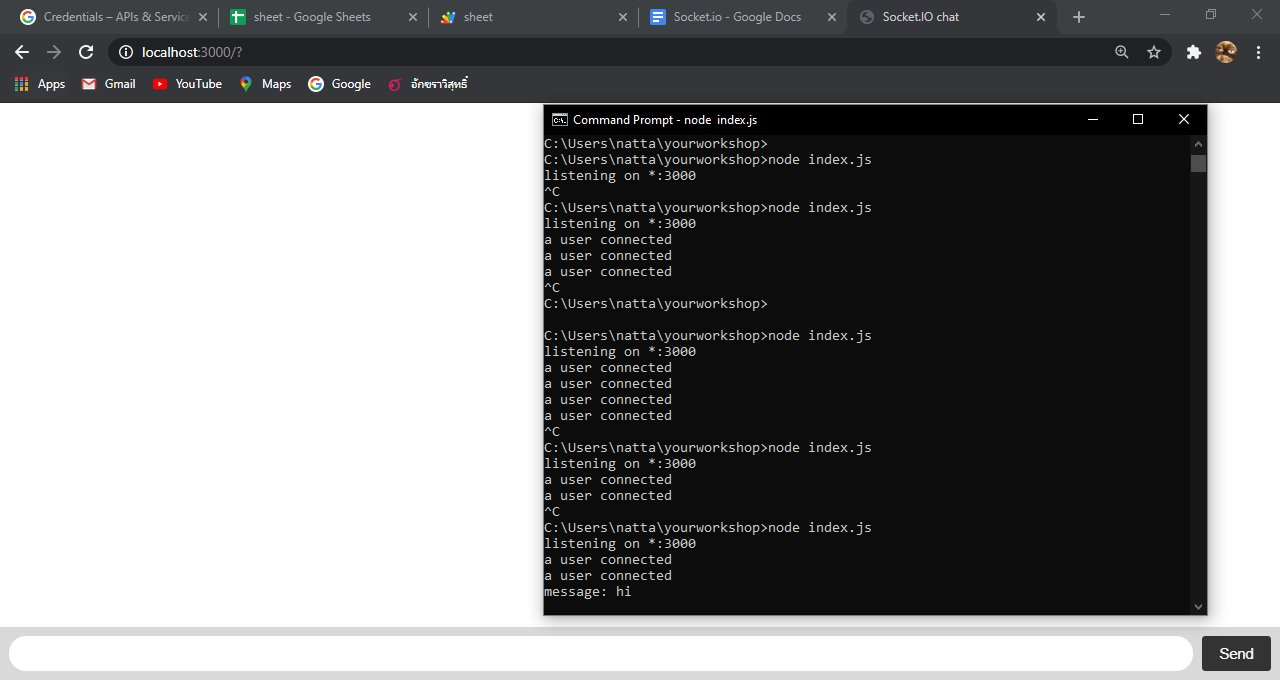 Credentials – APIs & Service
sheet - Google Sheets
sheet
Socket.io - Google Docs
Socket.IO chat
localhost:3000/?
Apps
Gmail
YouTube
Maps
Google
อักขราวิสุทธิ์
Command Prompt - node  index.js
C:\Users\natta\yourworkshop>
C:\Users\natta\yourworkshop>node index.js
listening on *:3000
^C
C:\Users\natta\yourworkshop>node index.js
listening on *:3000
a user connected
a user connected
a user connected
^C
C:\Users\natta\yourworkshop>
C:\Users\natta\yourworkshop>node index.js
listening on *:3000
a user connected
a user connected
a user connected
a user connected
^C
C:\Users\natta\yourworkshop>node index.js
listening on *:3000
a user connected
a user connected
^C
C:\Users\natta\yourworkshop>node index.js
listening on *:3000
a user connected
a user connected
message: hi
Send